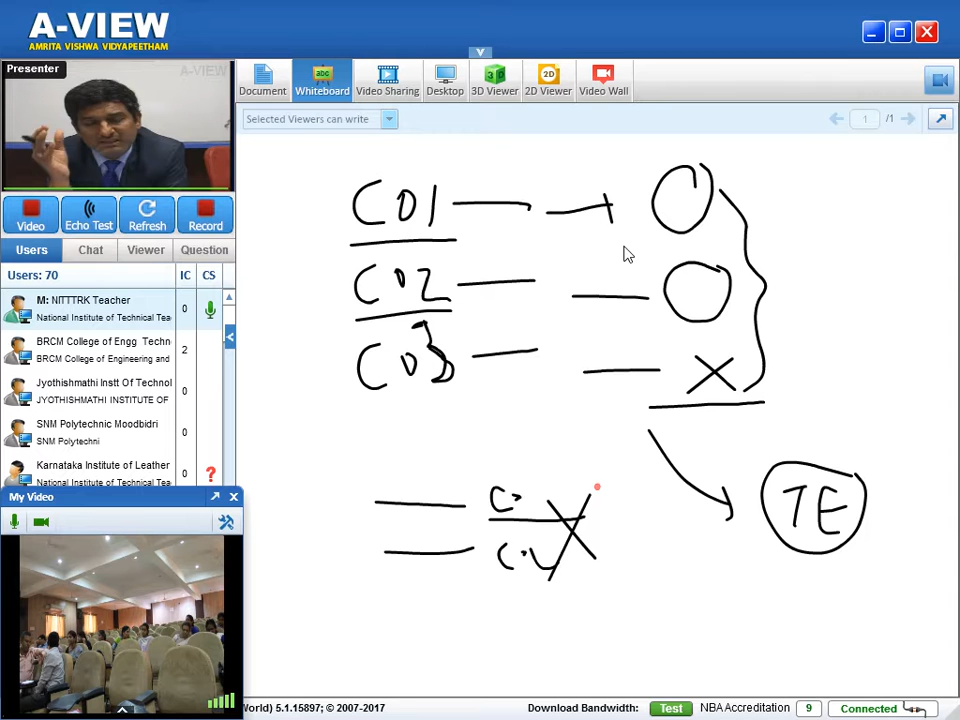 A-VIEW
AMRITA VISHWA VIDYAPEETHAM
Presenter
A-VIEW
Document
Whiteboard
Video Sharing
Desktop
3D Viewer
2D Viewer
Video Wall
Selected Viewers can write
1 /1
CO1
CO2
CO3
TE
Video
Echo Test
Refresh
Record
Users
Chat
Viewer
Question
Users: 70 IC CS
M: NITTTRK Teacher 0
National Institute of Technical Tea
BRCM College of Engg Techn
BRCM College of Engineering and 2
Jyothishmathi Instt Of Technol
JYOTHISHMATHI INSTITUTE OF 0
SNM Polytechnic Moodbidri
SNM Polytechni 0
Karnataka Institute of Leather
National Institute of Technical Tea 0 ?
My Video
World) 5.1.15897; © 2007-2017
Download Bandwidth: Test NBA Accreditation 9 Connected